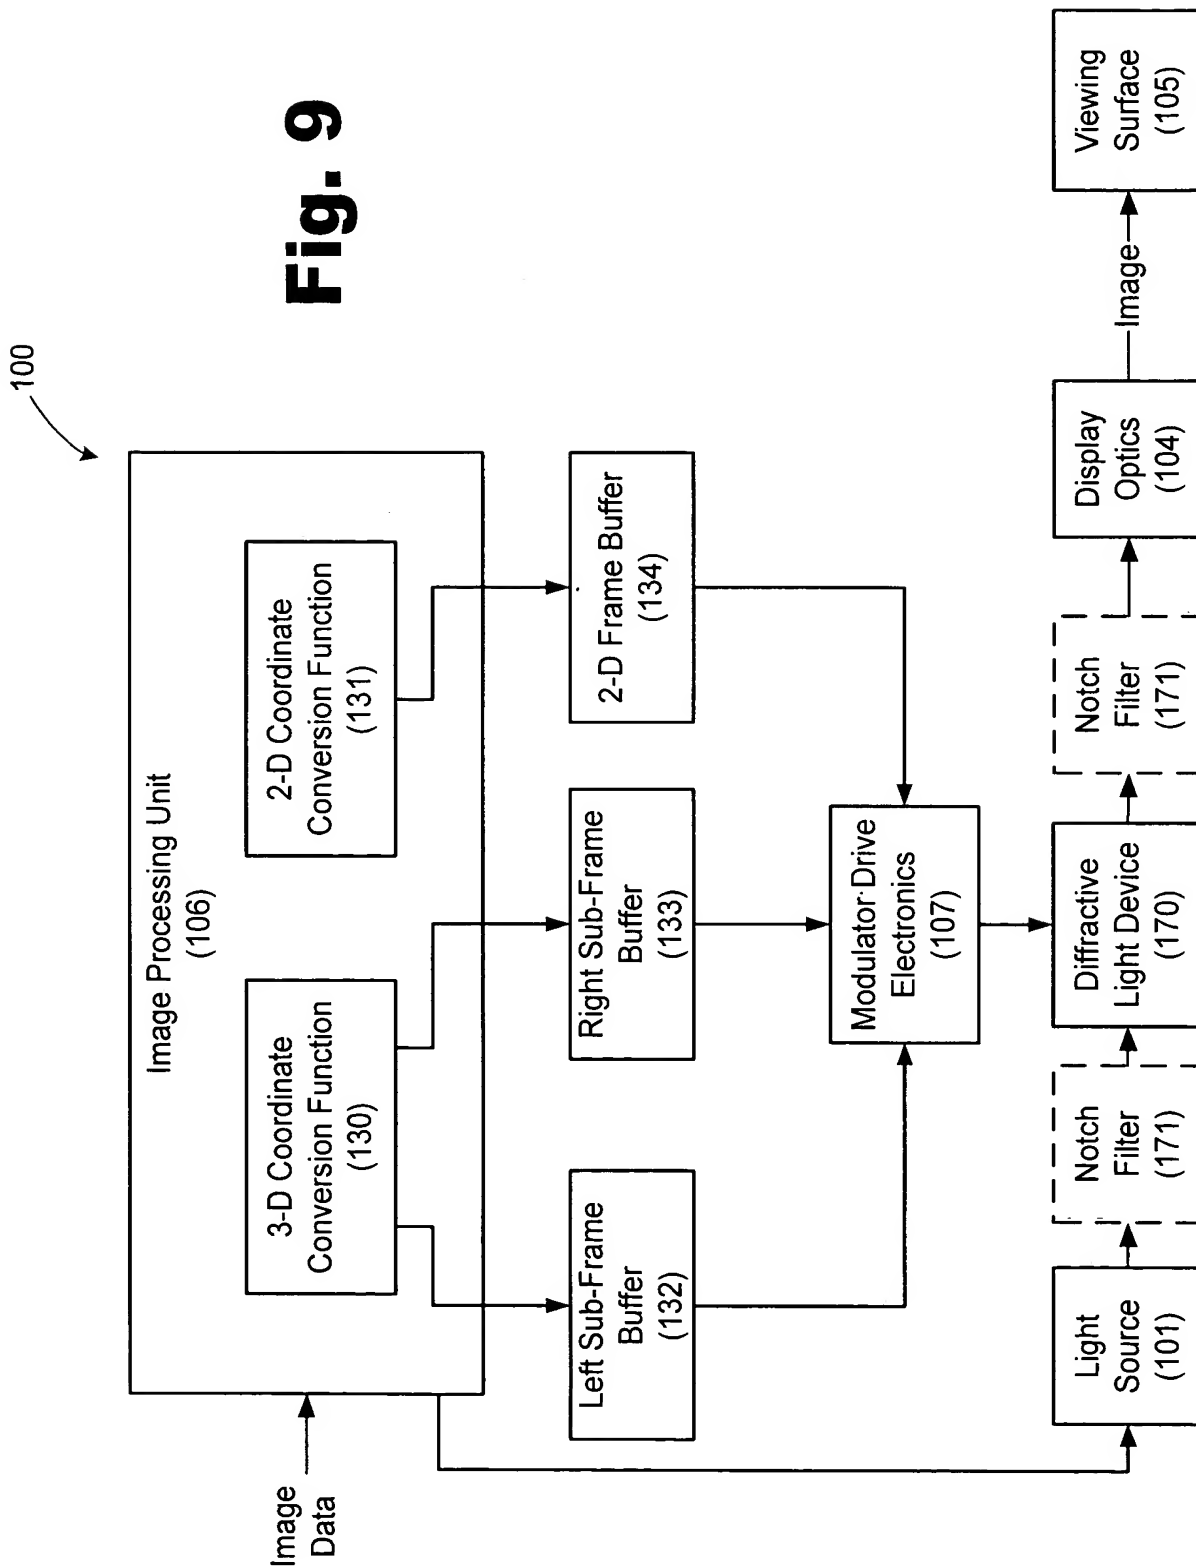 Fig. 9
100
Image
Data
Image Processing Unit
(106)
3-D Coordinate
Conversion Function
(130)
2-D Coordinate
Conversion Function
(131)
Left Sub-Frame
Buffer
(132)
Right Sub-Frame
Buffer
(133)
2-D Frame Buffer
(134)
Modulator Drive
Electronics
(107)
Light
Source
(101)
Notch
Filter
(171)
Diffractive
Light Device
(170)
Notch
Filter
(171)
Display
Optics
(104)
Image
Viewing
Surface
(105)